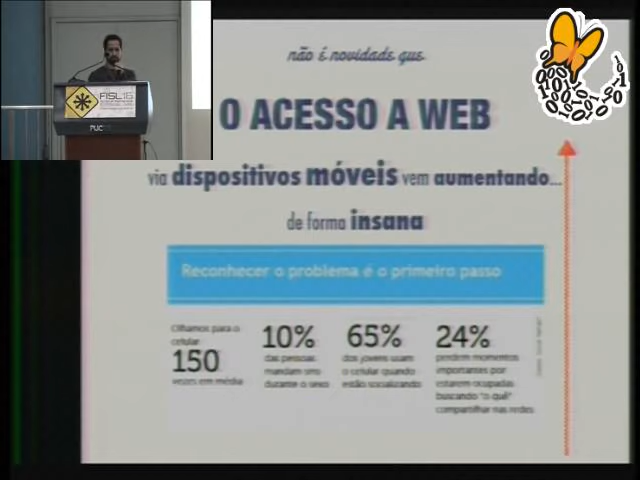 não é novidade que
O ACESSO A WEB
via dispositivos móveis vem aumentando...
de forma insana
Reconhecer o problema é o primeiro passo
Olhamos para o
celular
150
vezes em média
10%
das pessoas
mandam sms
durante o sexo
65%
dos jovens usam
o celular quando
estão socializando
24%
perdem momentos
importantes por
estarem ocupadas
buscando "o quê"
compartilhar nas redes
FISL16
PUC